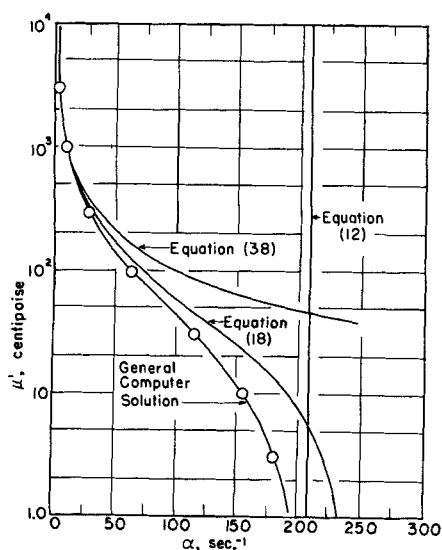 10⁴
10³
10²
10
1.0
μ', centipoise
Equation (38)
Equation
(12)
Equation
(18)
General
Computer
Solution
0 50 100 150 200 250
α, sec.⁻¹